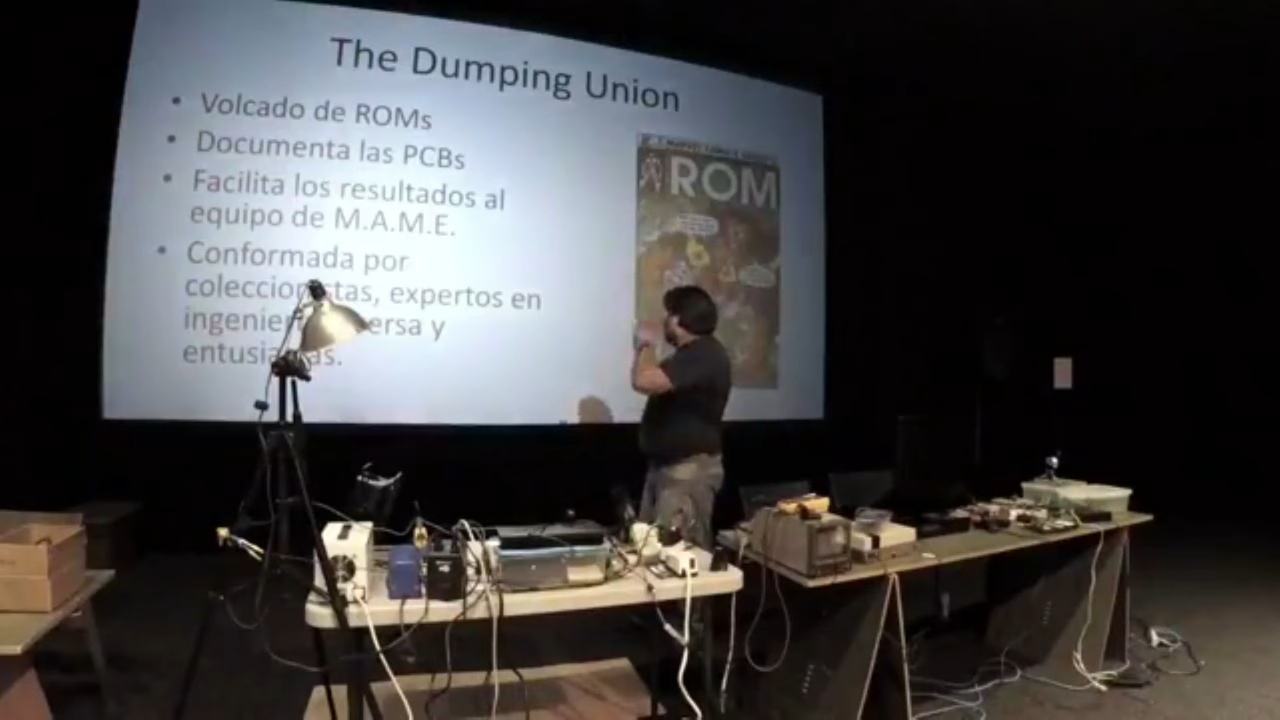 The Dumping Union
• Volcado de ROMs
• Documenta las PCBs
• Facilita los resultados al
equipo de M.A.M.E.
• Conformada por
expertos en
y
ROM